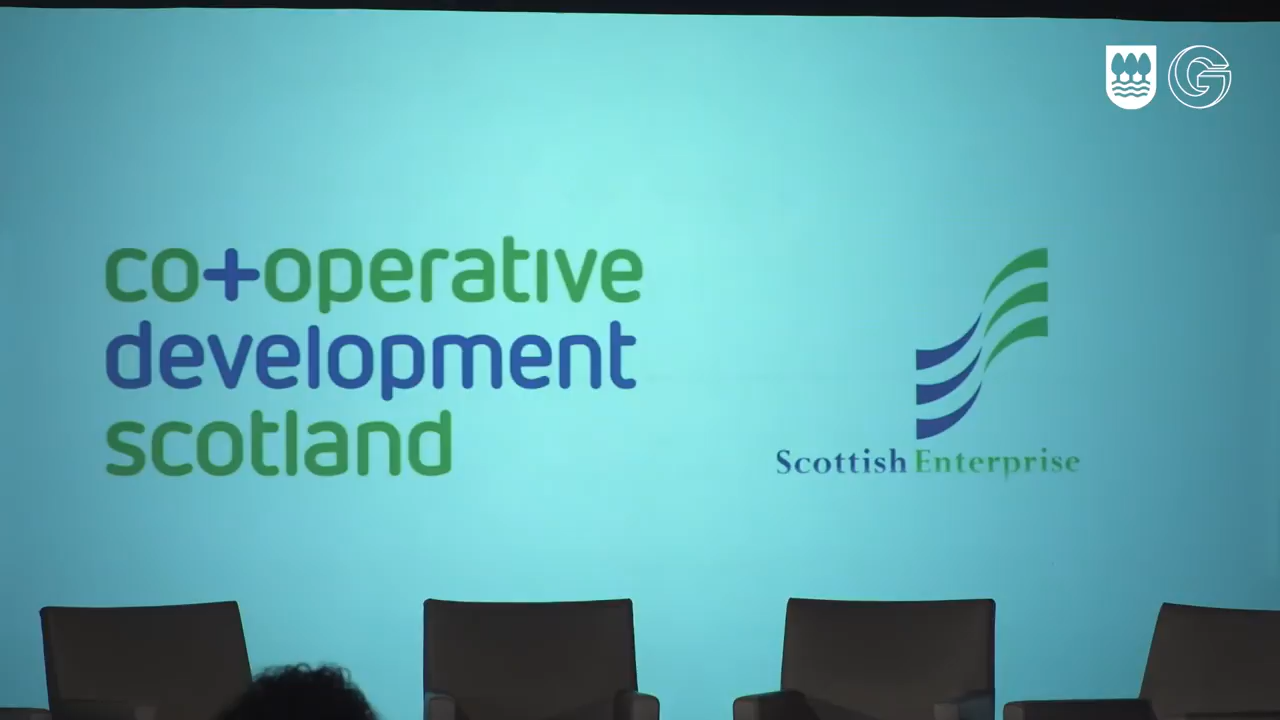 co+operative
development
scotland
Scottish Enterprise
G